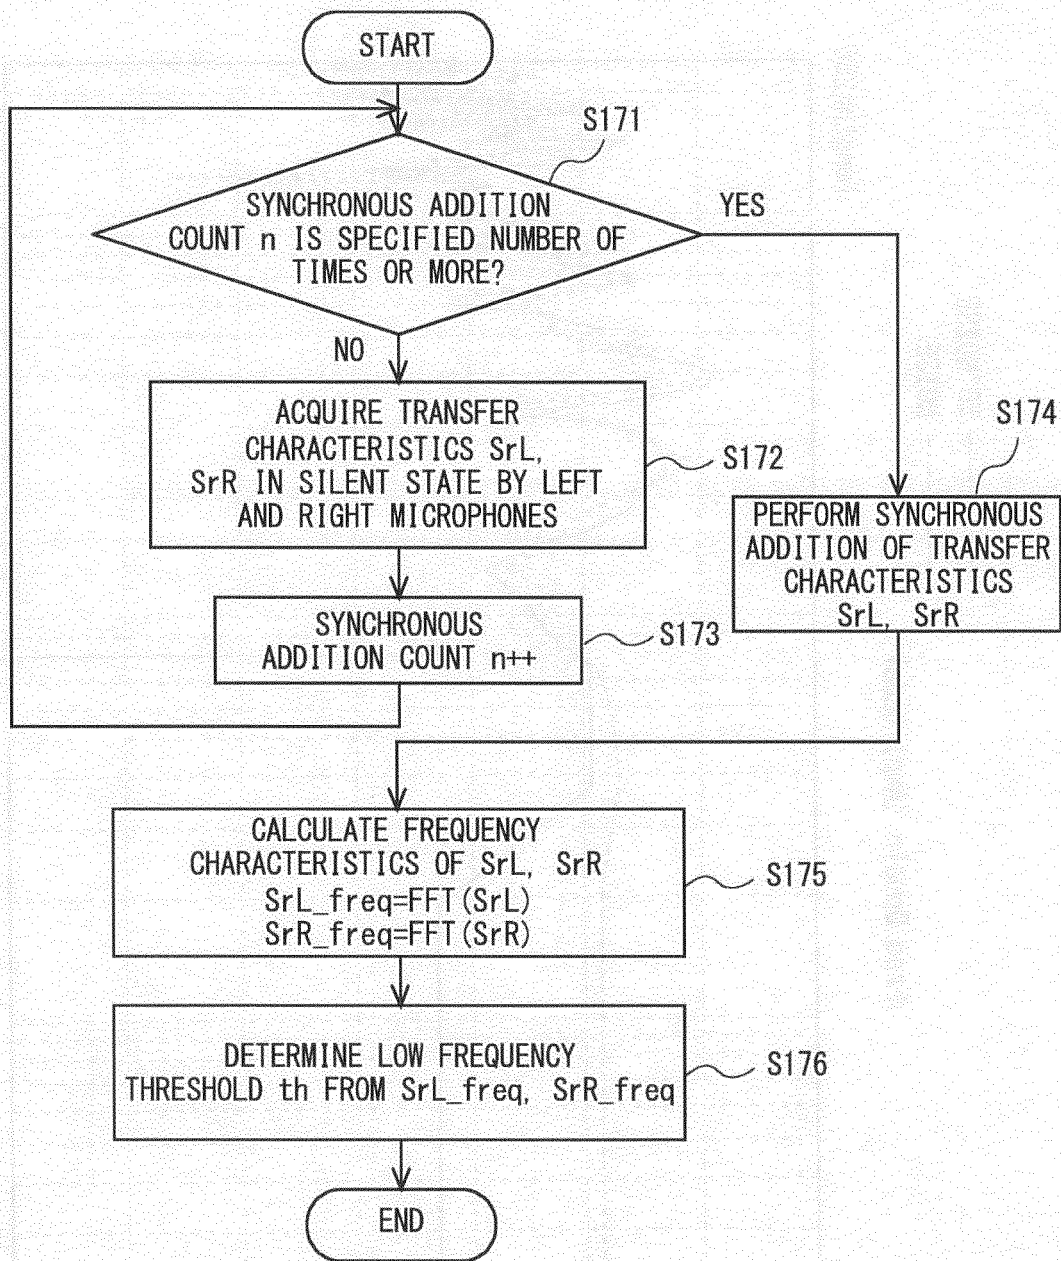 START
S171
SYNCHRONOUS ADDITION
COUNT n IS SPECIFIED NUMBER OF
TIMES OR MORE?
YES
NO
ACQUIRE TRANSFER
CHARACTERISTICS SrL,
SrR IN SILENT STATE BY LEFT
AND RIGHT MICROPHONES
S172
S174
PERFORM SYNCHRONOUS
ADDITION OF TRANSFER
CHARACTERISTICS
SrL, SrR
SYNCHRONOUS
ADDITION COUNT n++
S173
CALCULATE FREQUENCY
CHARACTERISTICS OF SrL, SrR
SrL_freq=FFT(SrL)
SrR_freq=FFT(SrR)
S175
DETERMINE LOW FREQUENCY
THRESHOLD th FROM SrL_freq, SrR_freq
S176
END